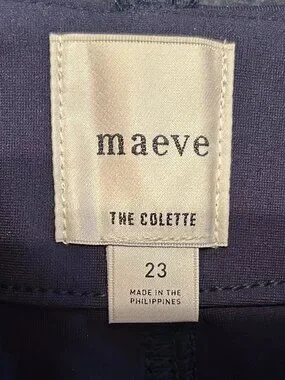 maeve
THE COLETTE
23
MADE IN THE
PHILIPPINES